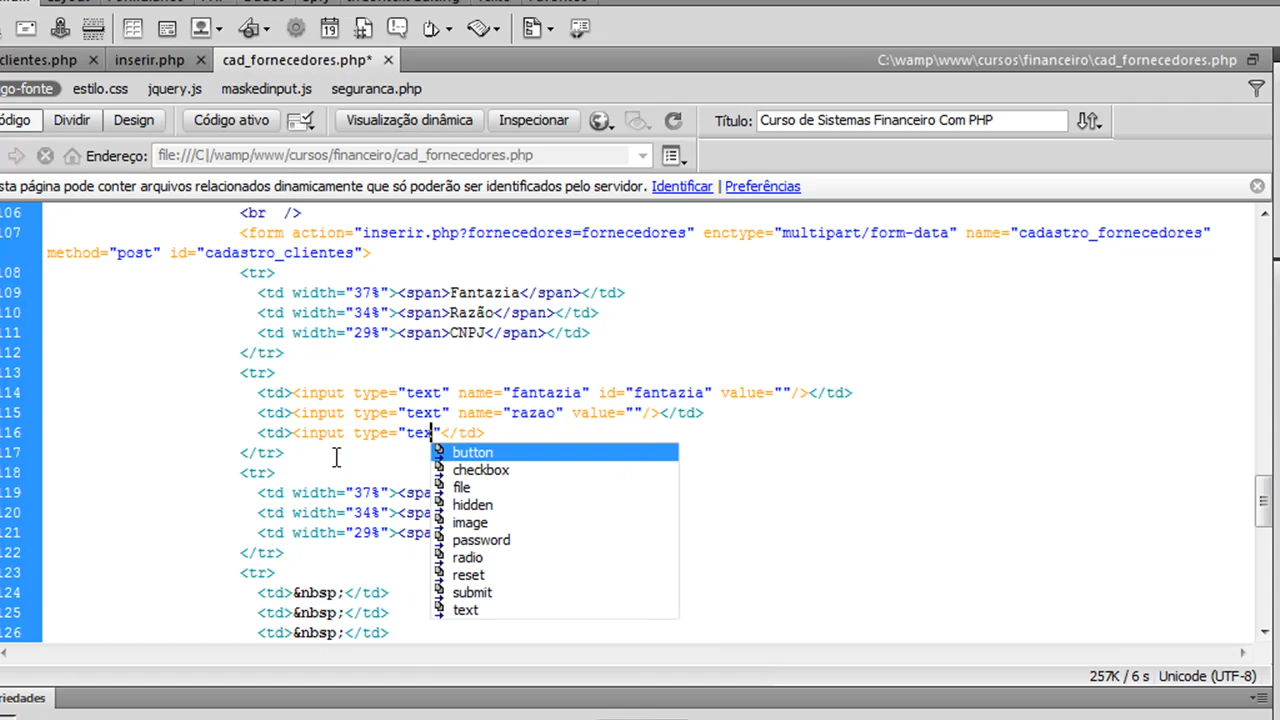 clientes.php × inserir.php × cad_fornecedores.php* × C:\wamp\www\cursos\financeiro\cad_fornecedores.php
go-fonte estilo.css jquery.js maskedinput.js seguranca.php
ódigo Dividir Design Código ativo Visualização dinâmica Inspecionar Título: Curso de Sistemas Financeiro Com PHP
Endereço: file:///C|/wamp/www/cursos/financeiro/cad_fornecedores.php
sta página pode conter arquivos relacionados dinamicamente que só poderão ser identificados pelo servidor. Identificar | Preferências
106 <br />
107 <form action="inserir.php?fornecedores=fornecedores" enctype="multipart/form-data" name="cadastro_fornecedores"
method="post" id="cadastro_clientes">
108 <tr>
109 <td width="37%"><span>Fantazia</span></td>
110 <td width="34%"><span>Razão</span></td>
111 <td width="29%"><span>CNPJ</span></td>
112 </tr>
113 <tr>
114 <td><input type="text" name="fantazia" id="fantazia" value=""/></td>
115 <td><input type="text" name="razao" value=""/></td>
116 <td><input type="tex"</td>
117 </tr>
118 <tr>
119 <td width="37%"><spa
120 <td width="34%"><spa
121 <td width="29%"><spa
122 </tr>
123 <tr>
124 <td>&nbsp;</td>
125 <td>&nbsp;</td>
126 <td>&nbsp;</td>
button
checkbox
file
hidden
image
password
radio
reset
submit
text
257K / 6 s Unicode (UTF-8)
riedades